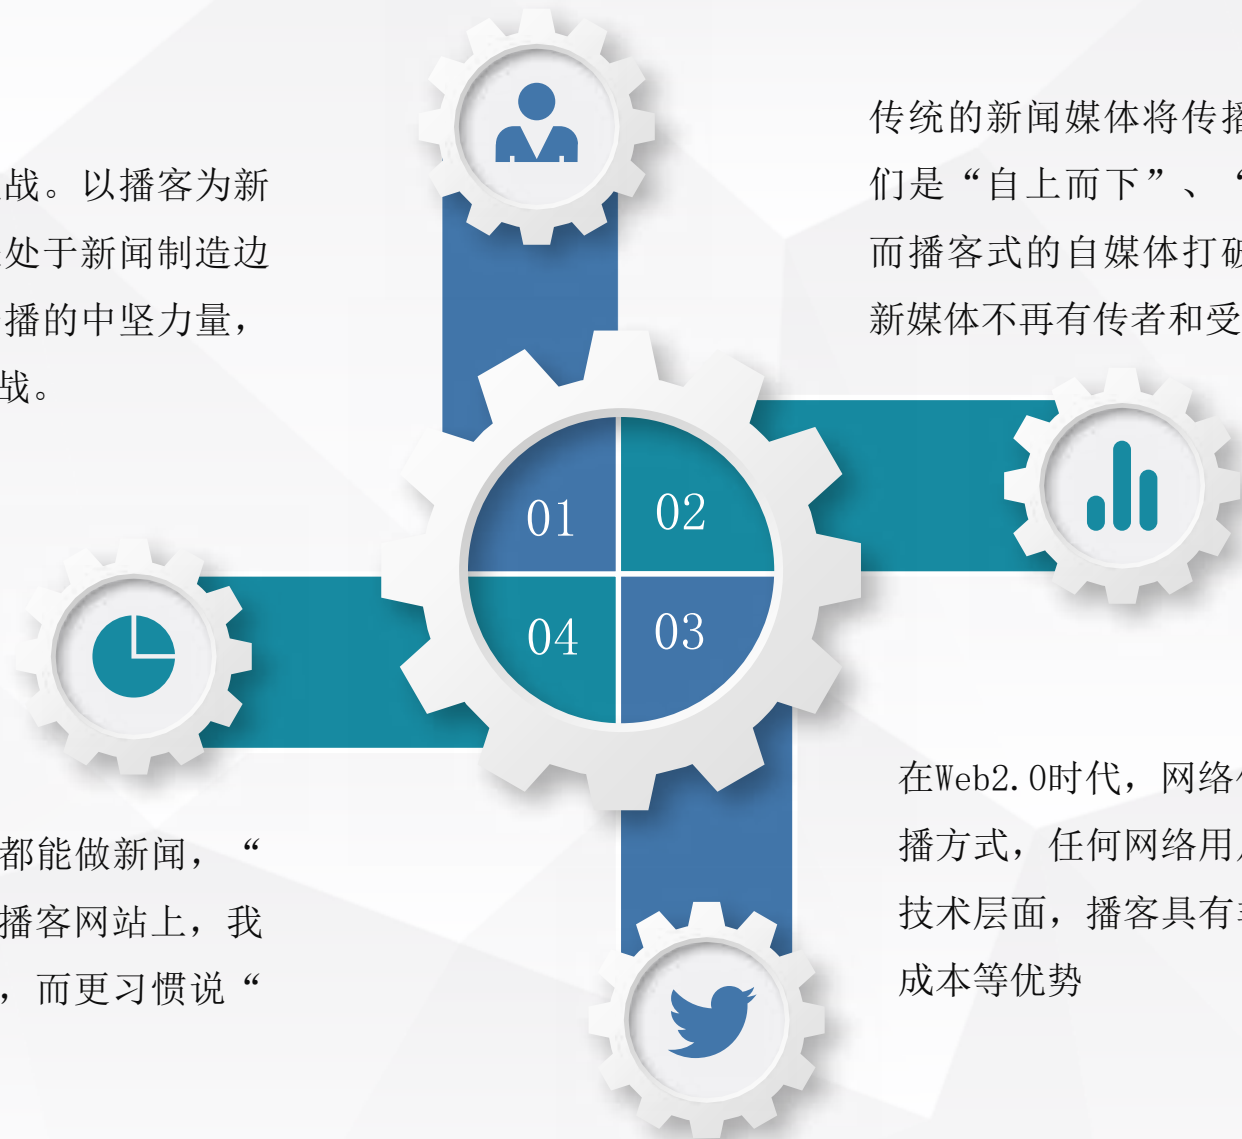 战。以播客为新
处于新闻制造边
播的中坚力量，
战。
传统的新闻媒体将传播
们是“自上而下”、“
而播客式的自媒体打破
新媒体不再有传者和受
01
02
04
03
都能做新闻，“
播客网站上，我
，而更习惯说“
在Web2.0时代，网络
播方式，任何网络用
技术层面，播客具有
成本等优势